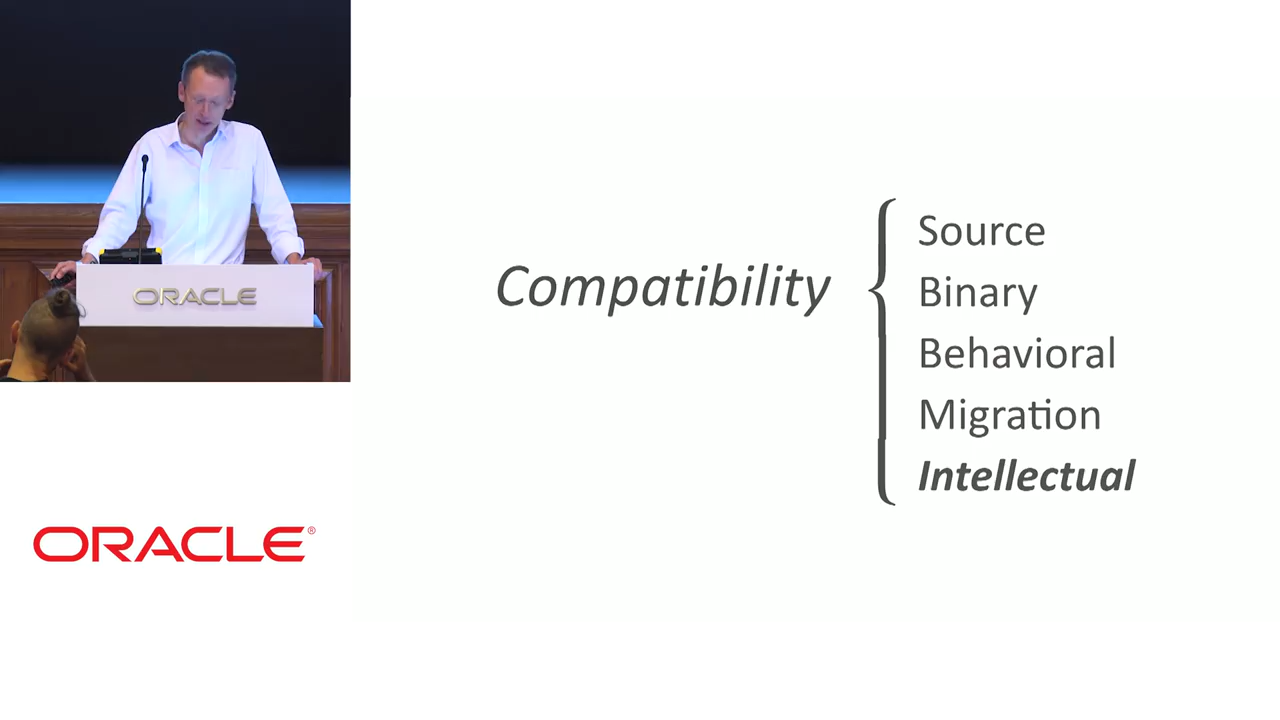 ORACLE
ORACLE®
Compatibility
Source
Binary
Behavioral
Migration
Intellectual